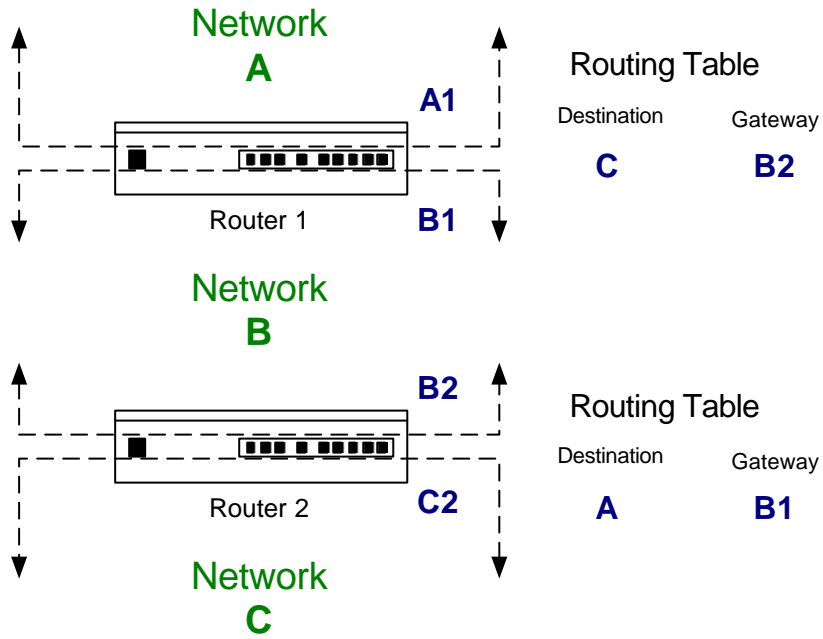 Network
A
A1
Routing Table
Destination Gateway
C B2
Router 1
B1
Network
B
B2
Routing Table
Destination Gateway
A B1
Router 2
C2
Network
C